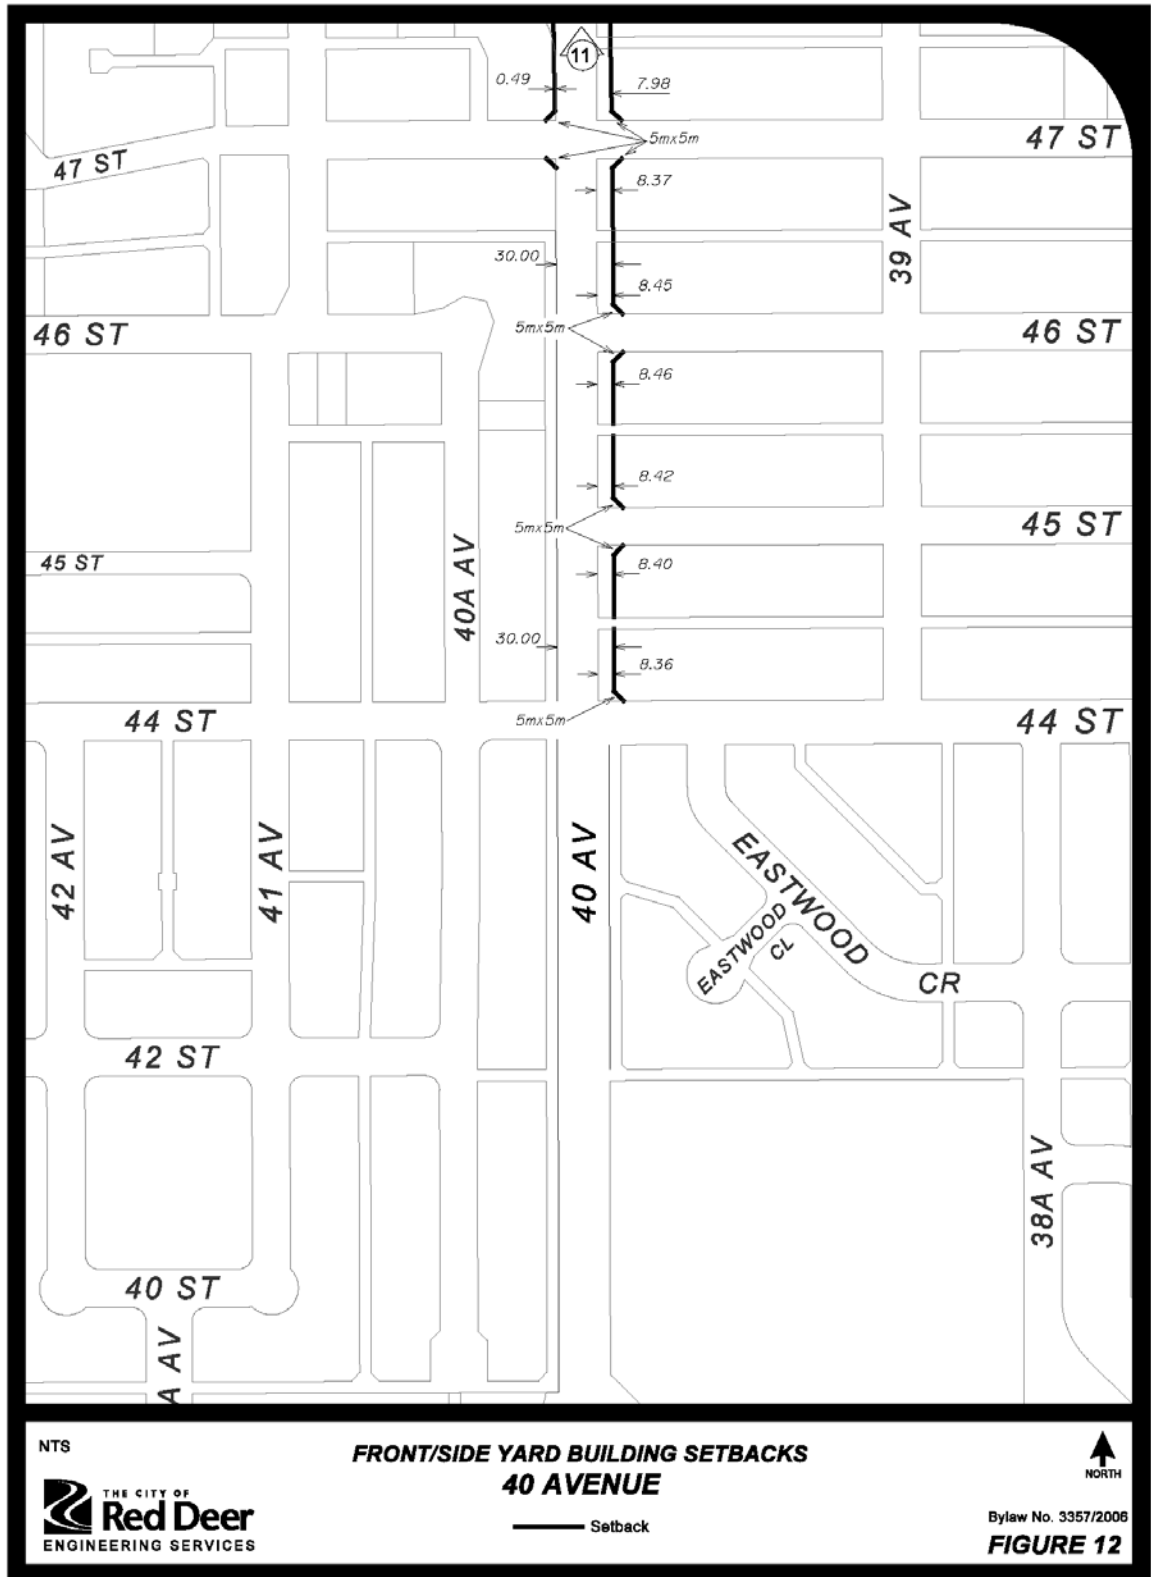 11
0.49
7.98
5mx5m
47 ST
47 ST
8.37
39 AV
30.00
8.45
46 ST
5mx5m
46 ST
8.46
8.42
5mx5m
45 ST
45 ST
40A AV
8.40
30.00
8.36
44 ST
5mx5m
44 ST
42 AV
41 AV
40 AV
EASTWOOD
EASTWOOD
CL
CR
42 ST
38A AV
40 ST
A AV
NTS
FRONT/SIDE YARD BUILDING SETBACKS
40 AVENUE
NORTH
THE CITY OF
Red Deer
ENGINEERING SERVICES
Setback
Bylaw No. 3357/2006
FIGURE 12